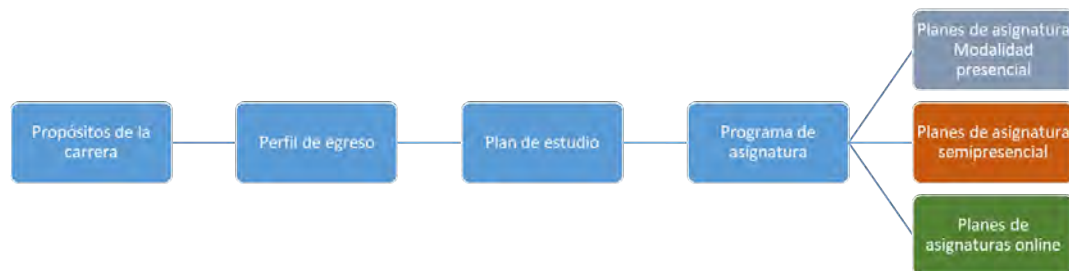 Propósitos de la
carrera
Perfil de egreso
Plan de estudio
Programa de
asignatura
Planes de asignatura
Modalidad
presencial
Planes de asignatura
semipresencial
Planes de
asignaturas online